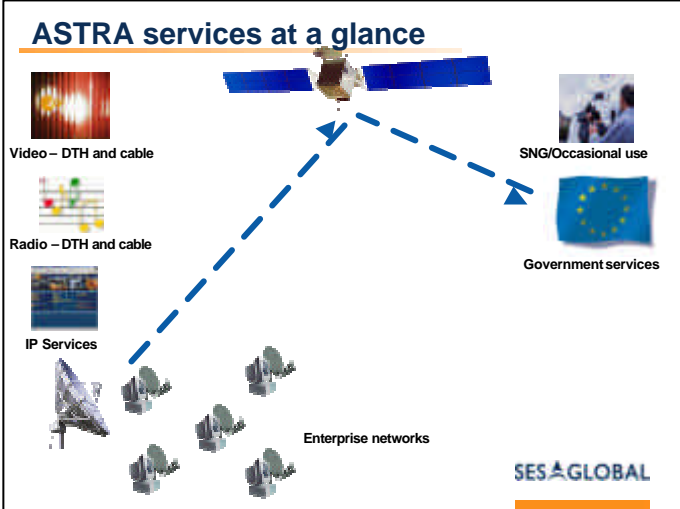 ASTRA services at a glance
Video – DTH and cable
SNG/Occasional use
Radio – DTH and cable
Government services
IP Services
Enterprise networks
SES GLOBAL